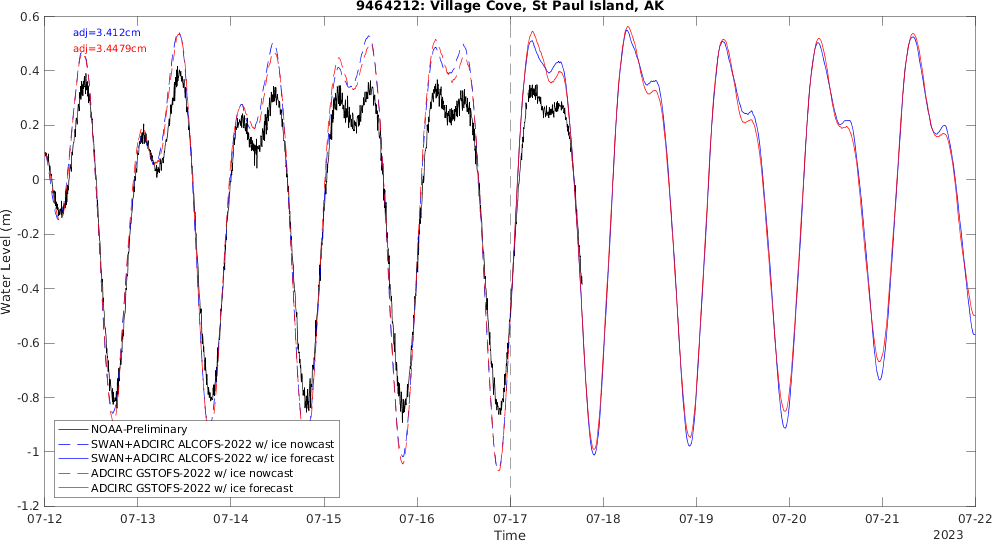 9464212: Village Cove, St Paul Island, AK
adj=3.412cm
adj=3.4479cm
0.6
0.4
0.2
0
-0.2
-0.4
-0.6
-0.8
-1
-1.2
Water Level (m)
NOAA-Preliminary
SWAN+ADCIRC ALCOFS-2022 w/ ice nowcast
SWAN+ADCIRC ALCOFS-2022 w/ ice forecast
ADCIRC GSTOFS-2022 w/ ice nowcast
ADCIRC GSTOFS-2022 w/ ice forecast
07-12 07-13 07-14 07-15 07-16 07-17 07-18 07-19 07-20 07-21 07-22
Time
2023